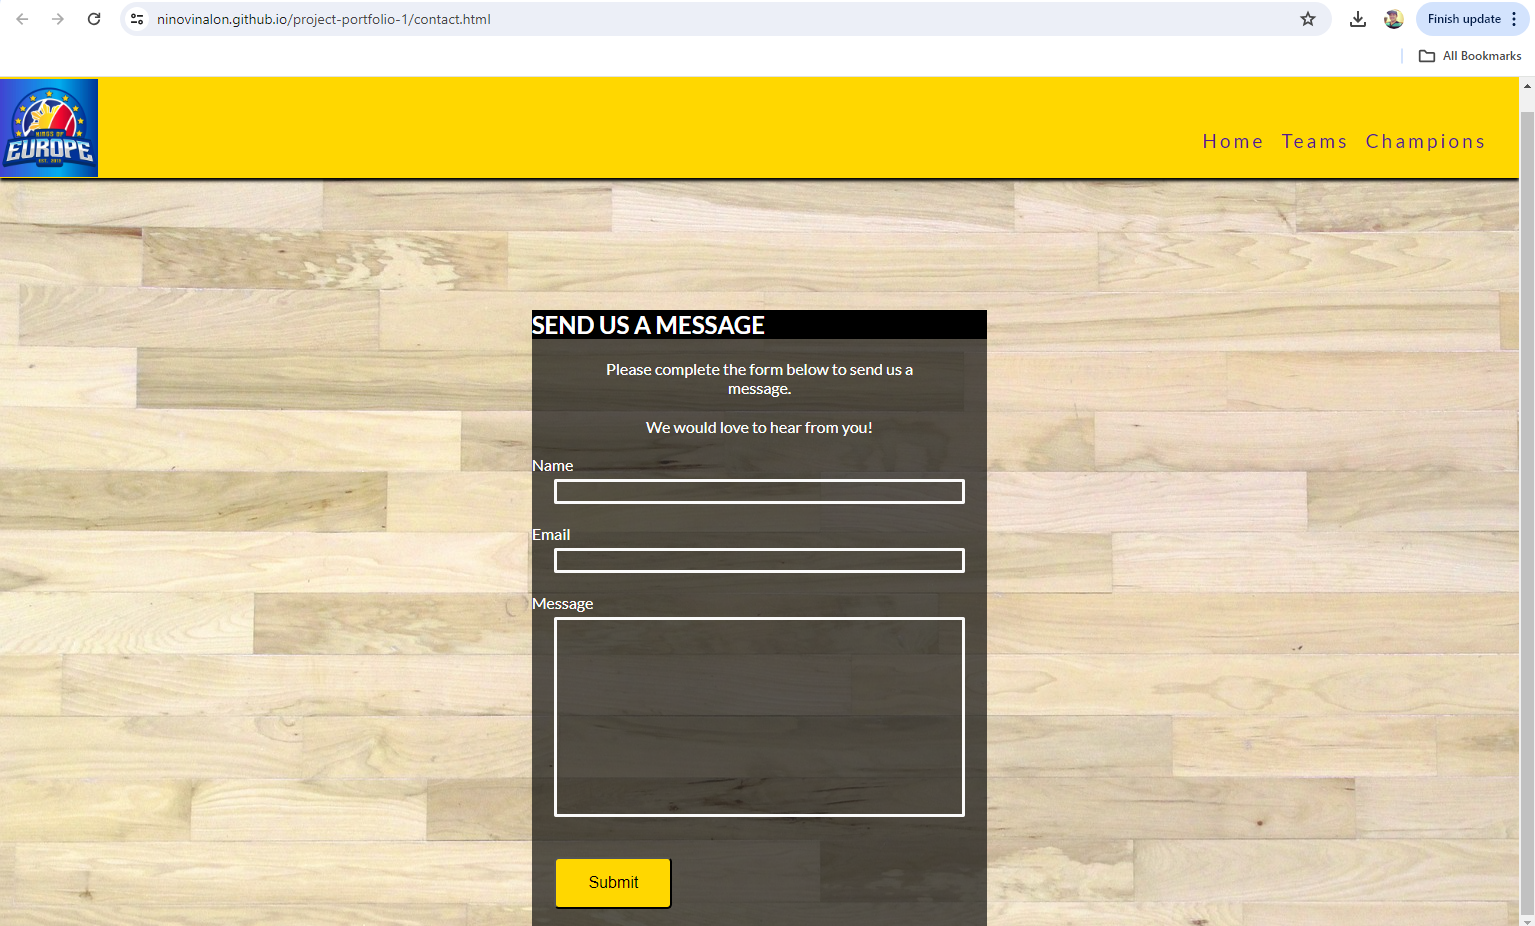 ninovinalon.github.io/project-portfolio-1/contact.html
Finish update
All Bookmarks
KINGS OF
EUROPE
Home Teams Champions
SEND US A MESSAGE
Please complete the form below to send us a
message.
We would love to hear from you!
Name
Email
Message
Submit